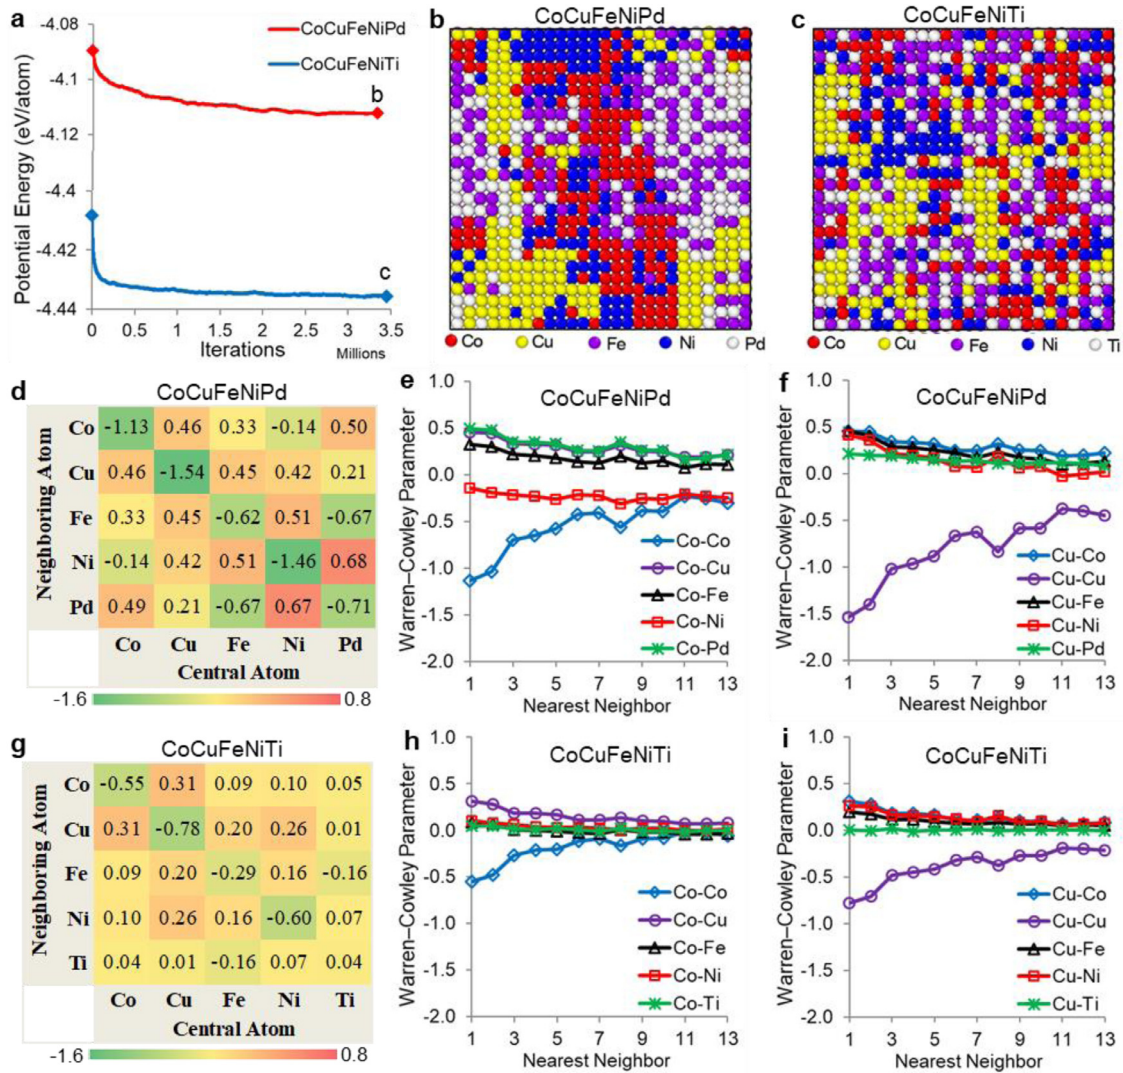 a
-4.08
-4.1
-4.12
-4.4
-4.42
-4.44
Potential Energy (eV/atom)
CoCuFeNiPd
CoCuFeNiTi
b
c
0 0.5 1 1.5 2 2.5 3 3.5
Iterations Millions
b CoCuFeNiPd
Co Cu Fe Ni Pd
c CoCuFeNiTi
Co Cu Fe Ni Ti
d CoCuFeNiPd
Neighboring Atom
Co -1.13 0.46 0.33 -0.14 0.50
Cu 0.46 -1.54 0.45 0.42 0.21
Fe 0.33 0.45 -0.62 0.51 -0.67
Ni -0.14 0.42 0.51 -1.46 0.68
Pd 0.49 0.21 -0.67 0.67 -0.71
Co Cu Fe Ni Pd
Central Atom
-1.6 0.8
e CoCuFeNiPd
Warren–Cowley Parameter
1.0
0.5
0.0
-0.5
-1.0
-1.5
-2.0
Co-Co
Co-Cu
Co-Fe
Co-Ni
Co-Pd
1 3 5 7 9 11 13
Nearest Neighbor
f CoCuFeNiPd
Warren–Cowley Parameter
1.0
0.5
0.0
-0.5
-1.0
-1.5
-2.0
Cu-Co
Cu-Cu
Cu-Fe
Cu-Ni
Cu-Pd
1 3 5 7 9 11 13
Nearest Neighbor
g CoCuFeNiTi
Neighboring Atom
Co -0.55 0.31 0.09 0.10 0.05
Cu 0.31 -0.78 0.20 0.26 0.01
Fe 0.09 0.20 -0.29 0.16 -0.16
Ni 0.10 0.26 0.16 -0.60 0.07
Ti 0.04 0.01 -0.16 0.07 0.04
Co Cu Fe Ni Ti
Central Atom
-1.6 0.8
h CoCuFeNiTi
Warren–Cowley Parameter
1.0
0.5
0.0
-0.5
-1.0
-1.5
-2.0
Co-Co
Co-Cu
Co-Fe
Co-Ni
Co-Ti
1 3 5 7 9 11 13
Nearest Neighbor
i CoCuFeNiTi
Warren–Cowley Parameter
1.0
0.5
0.0
-0.5
-1.0
-1.5
-2.0
Cu-Co
Cu-Cu
Cu-Fe
Cu-Ni
Cu-Ti
1 3 5 7 9 11 13
Nearest Neighbor